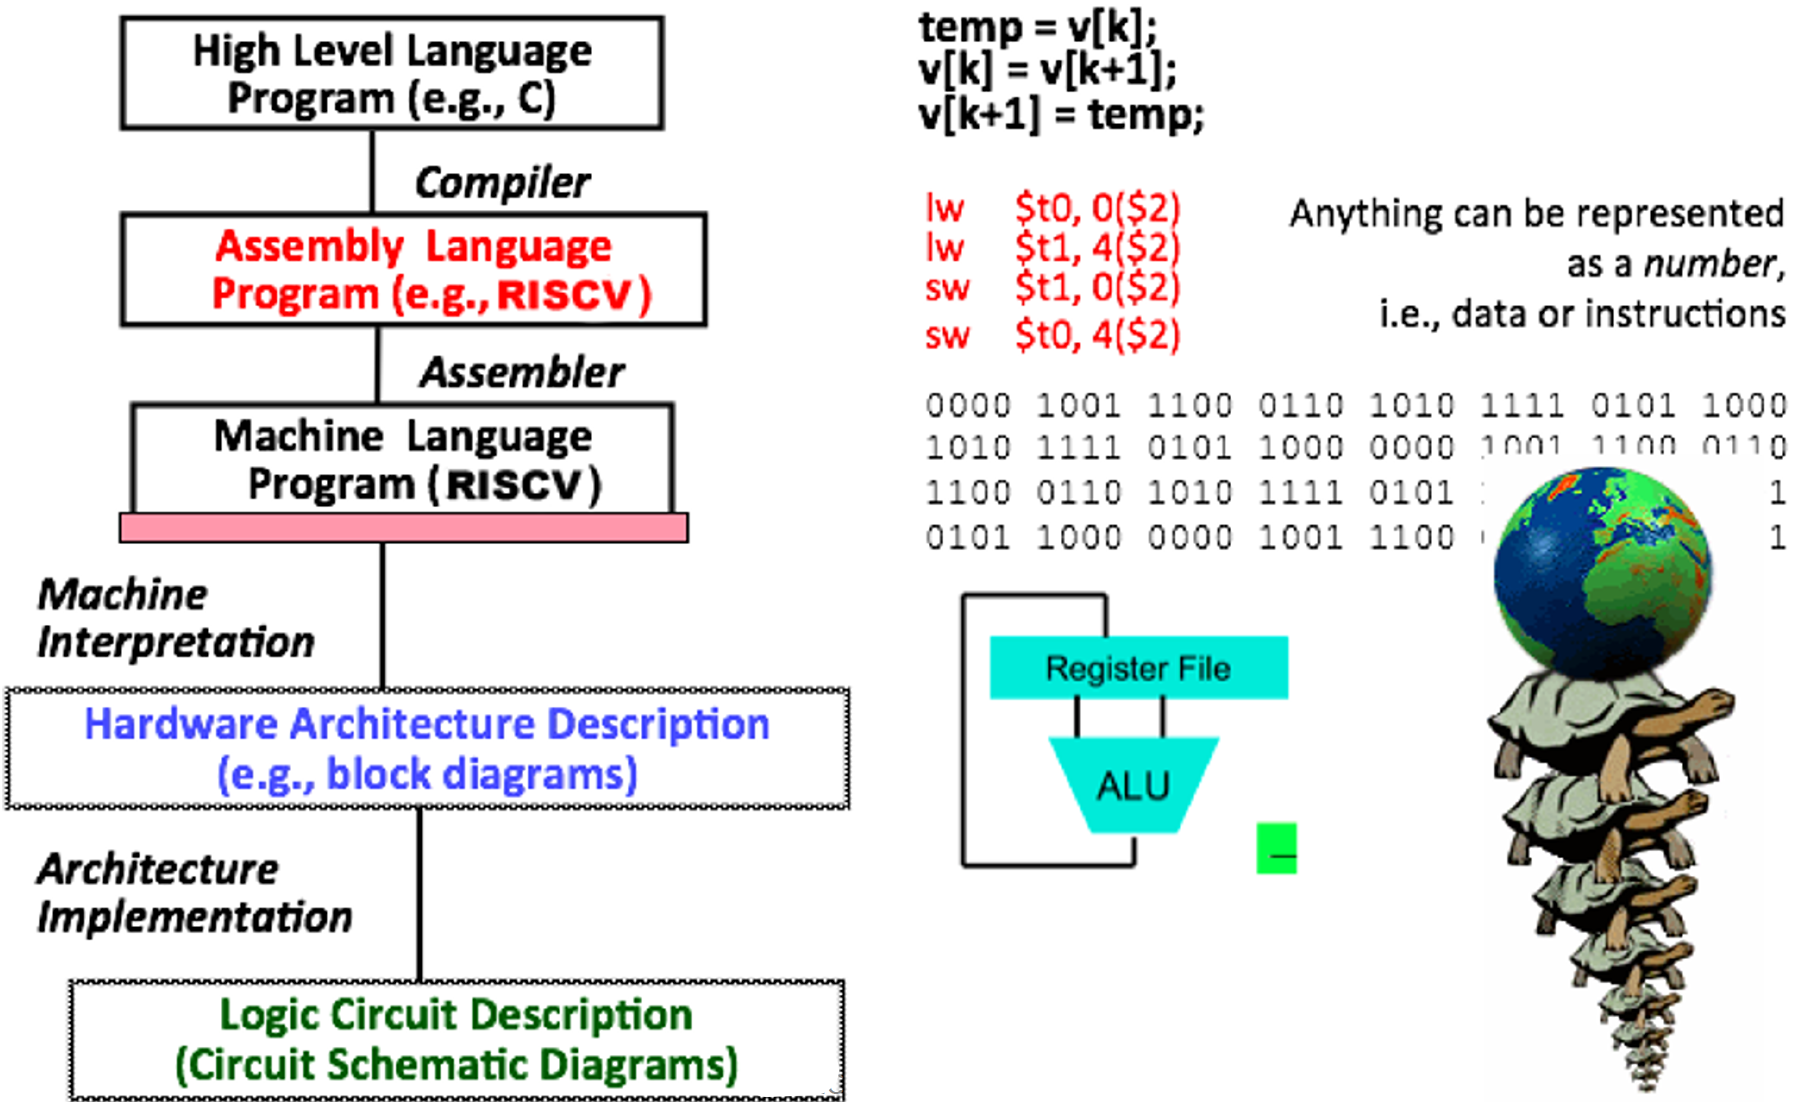 High Level Language
Program (e.g., C)
Compiler
Assembly Language
Program (e.g., RISCV)
Assembler
Machine Language
Program (RISCV)
Machine
Interpretation
Hardware Architecture Description
(e.g., block diagrams)
Architecture
Implementation
Logic Circuit Description
(Circuit Schematic Diagrams)
temp = v[k];
v[k] = v[k+1];
v[k+1] = temp;
lw $t0, 0($2)
lw $t1, 4($2)
sw $t1, 0($2)
sw $t0, 4($2)
Anything can be represented
as a number,
i.e., data or instructions
0000 1001 1100 0110 1010 1111 0101 1000
1010 1111 0101 1000 0000 1001 1100 0110
1100 0110 1010 1111 0101 1
0101 1000 0000 1001 1100 1
Register File
ALU